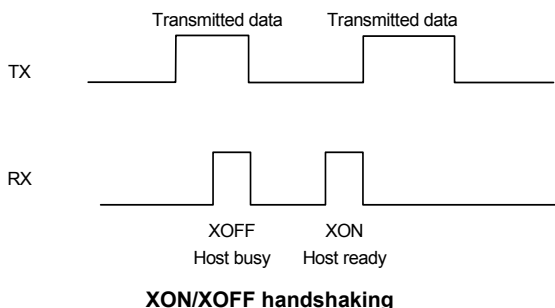 Transmitted data Transmitted data
TX
RX
XOFF XON
Host busy Host ready
XON/XOFF handshaking